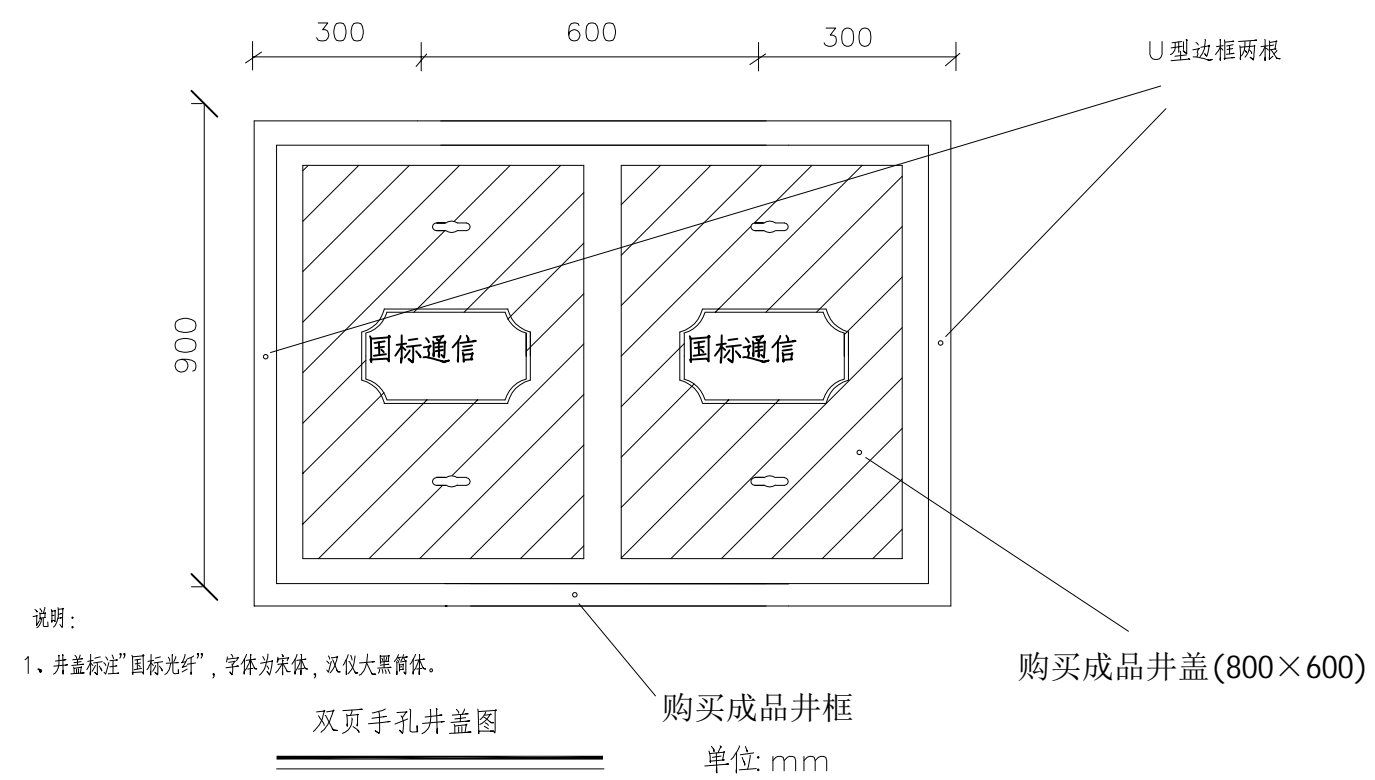 300 600 300
U型边框两根
900
国标通信 国标通信
说明:
1、井盖标注"国标光纤",字体为宋体,汉仪大黑简体。
购买成品井盖(800×600)
购买成品井框
双页手孔井盖图
单位: mm